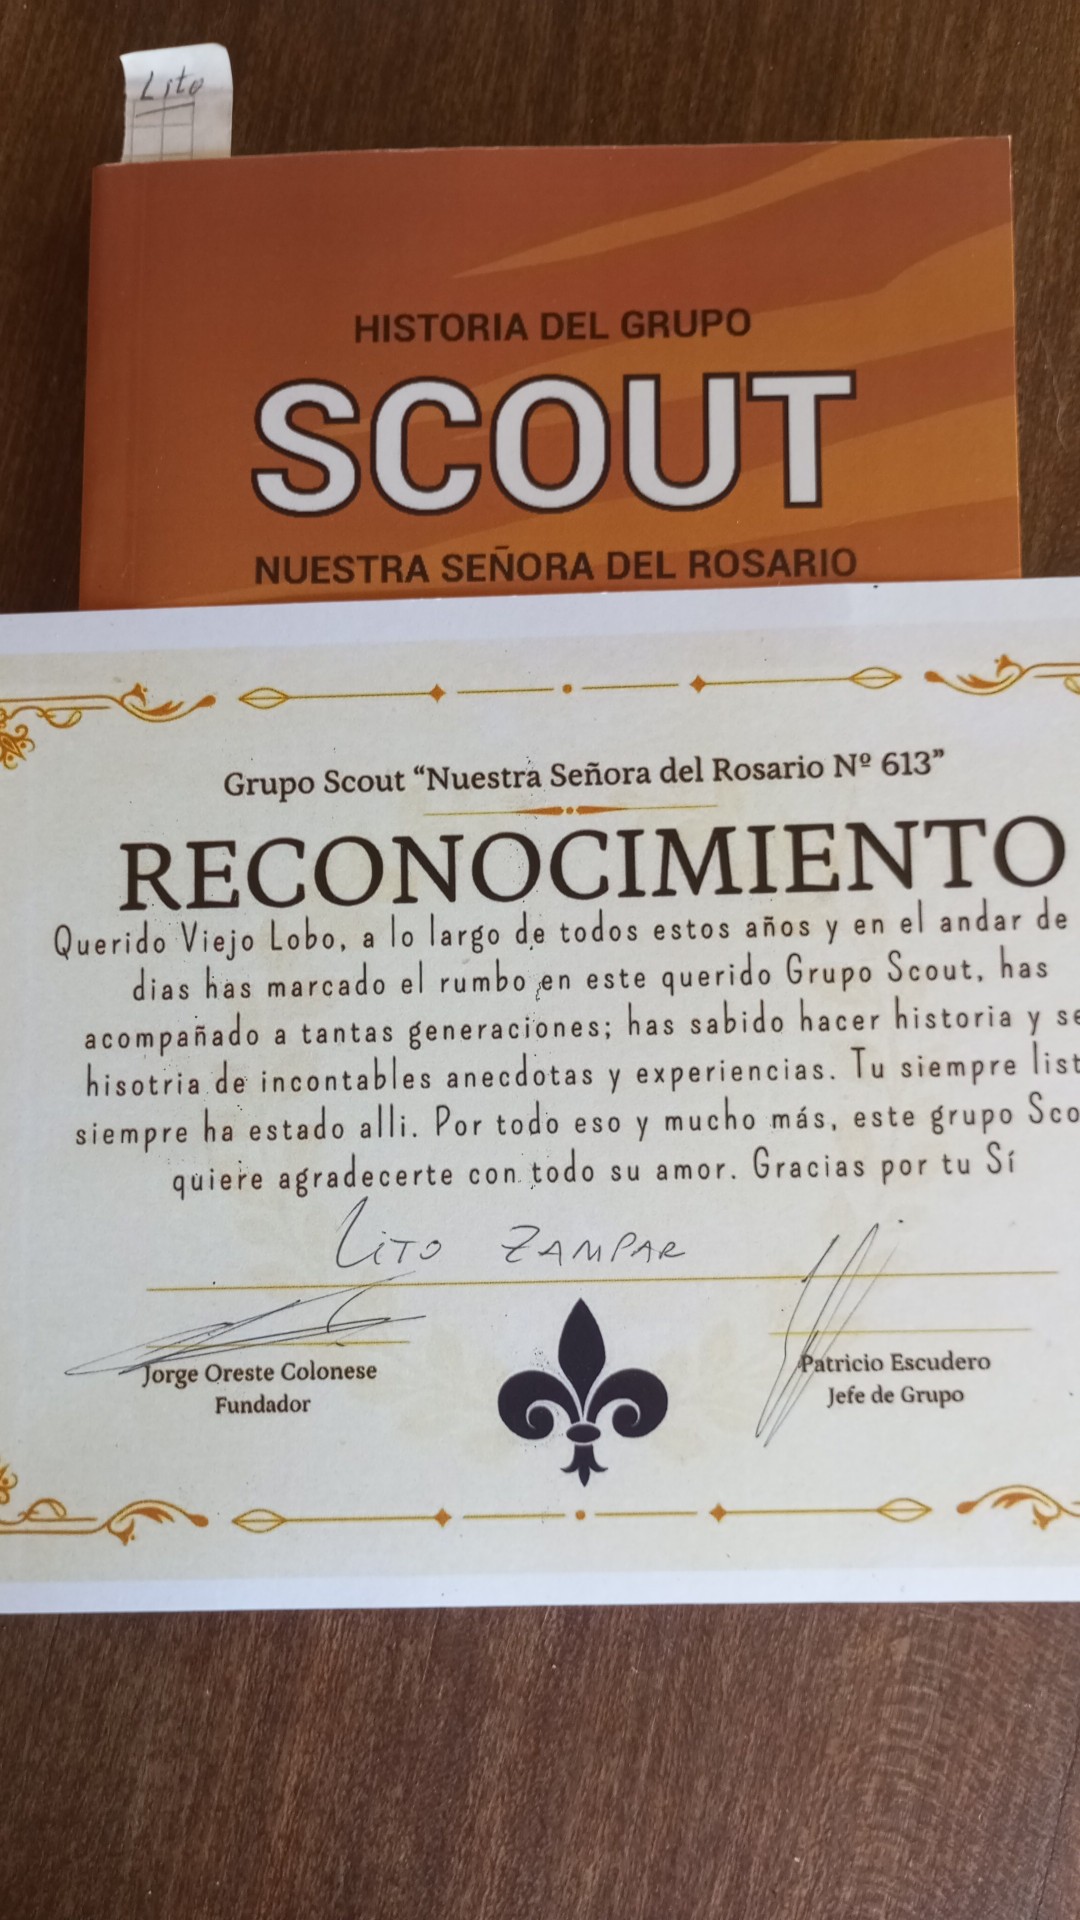 Lito
HISTORIA DEL GRUPO
SCOUT
NUESTRA SEÑORA DEL ROSARIO
Grupo Scout “Nuestra Señora del Rosario Nº 613”
RECONOCIMIENTO
Querido Viejo Lobo, a lo largo de todos estos años y en el andar de
dias has marcado el rumbo en este querido Grupo Scout, has
acompañado a tantas generaciones; has sabido hacer historia y se
hisotria de incontables anecdotas y experiencias. Tu siempre list
siempre ha estado alli. Por todo eso y mucho más, este grupo Sco
quiere agradecerte con todo su amor. Gracias por tu Sí
LITO ZAMPAR
Jorge Oreste Colonese
Fundador
Patricio Escudero
Jefe de Grupo